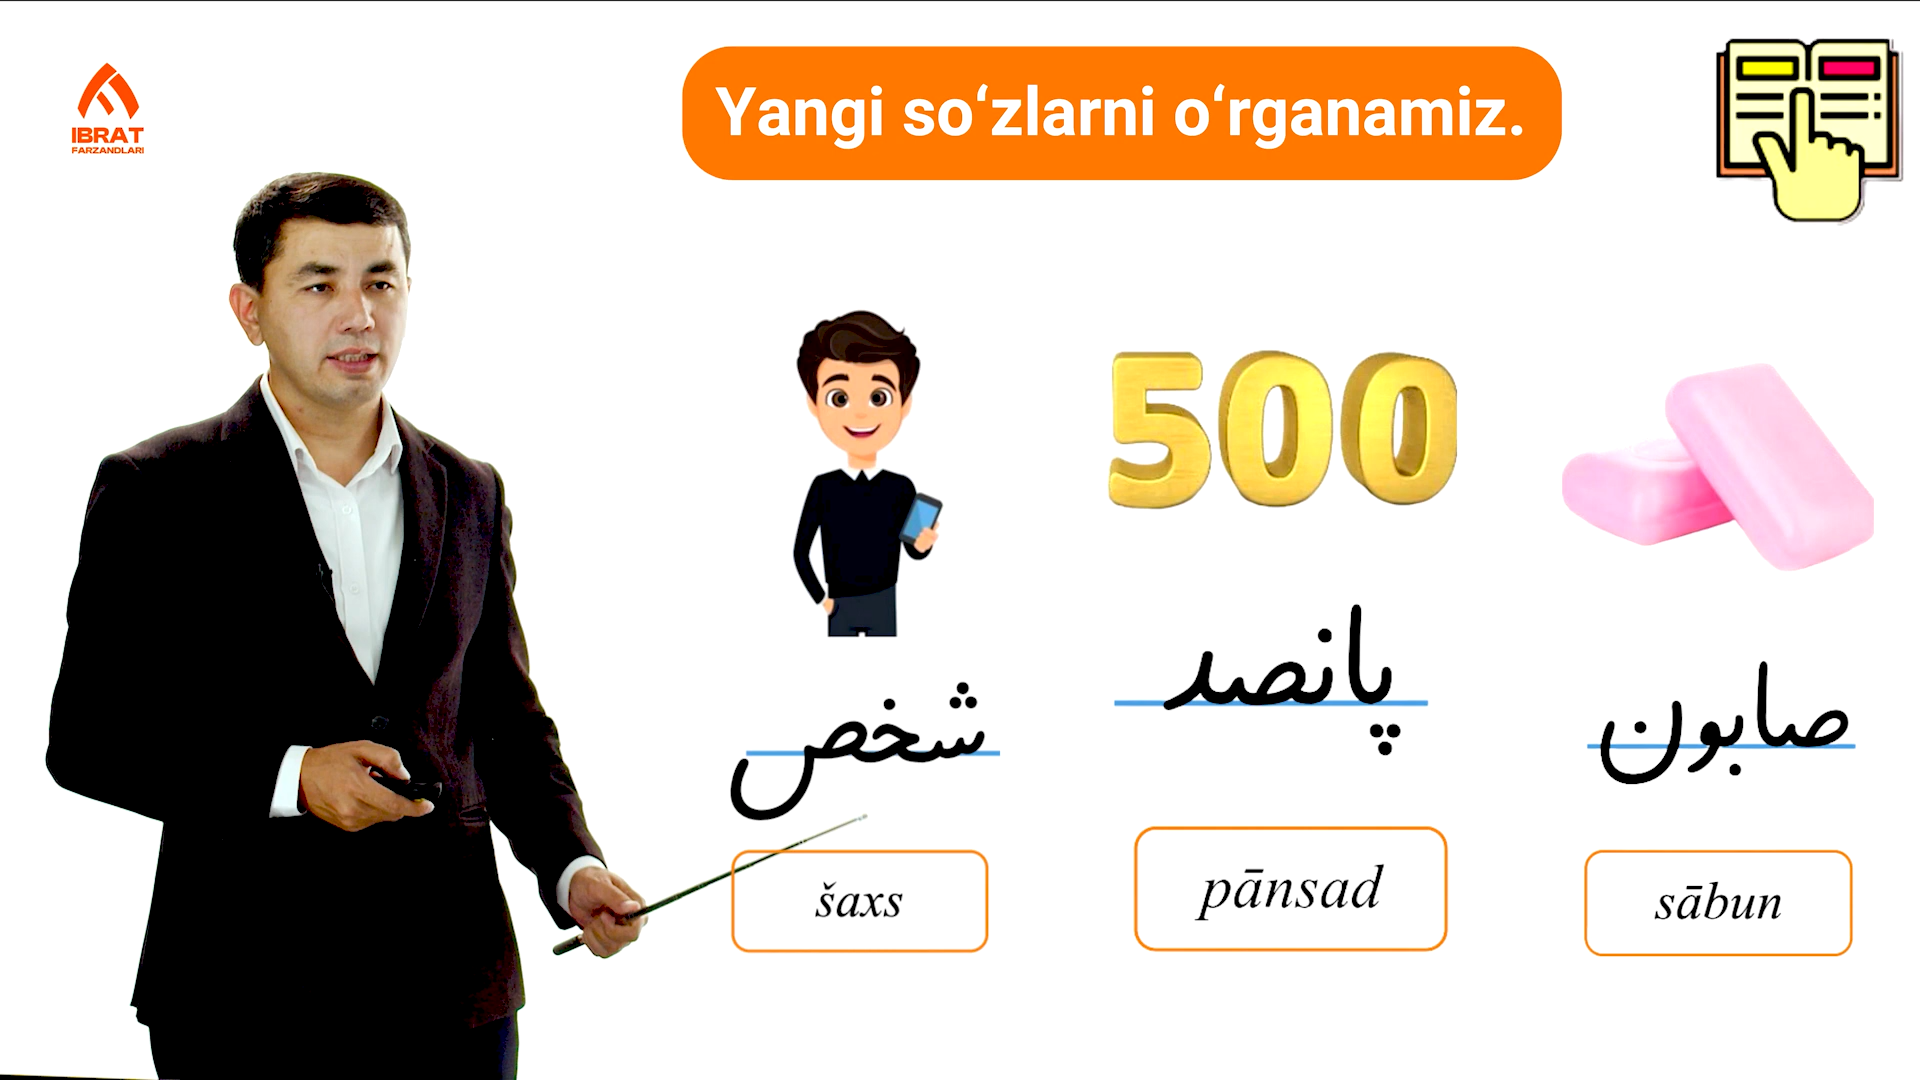 IBRAT
FARZANDLARI
Yangi so‘zlarni o‘rganamiz.
500
شخص
پانصد
صابون
šaxs
pānsad
sābun